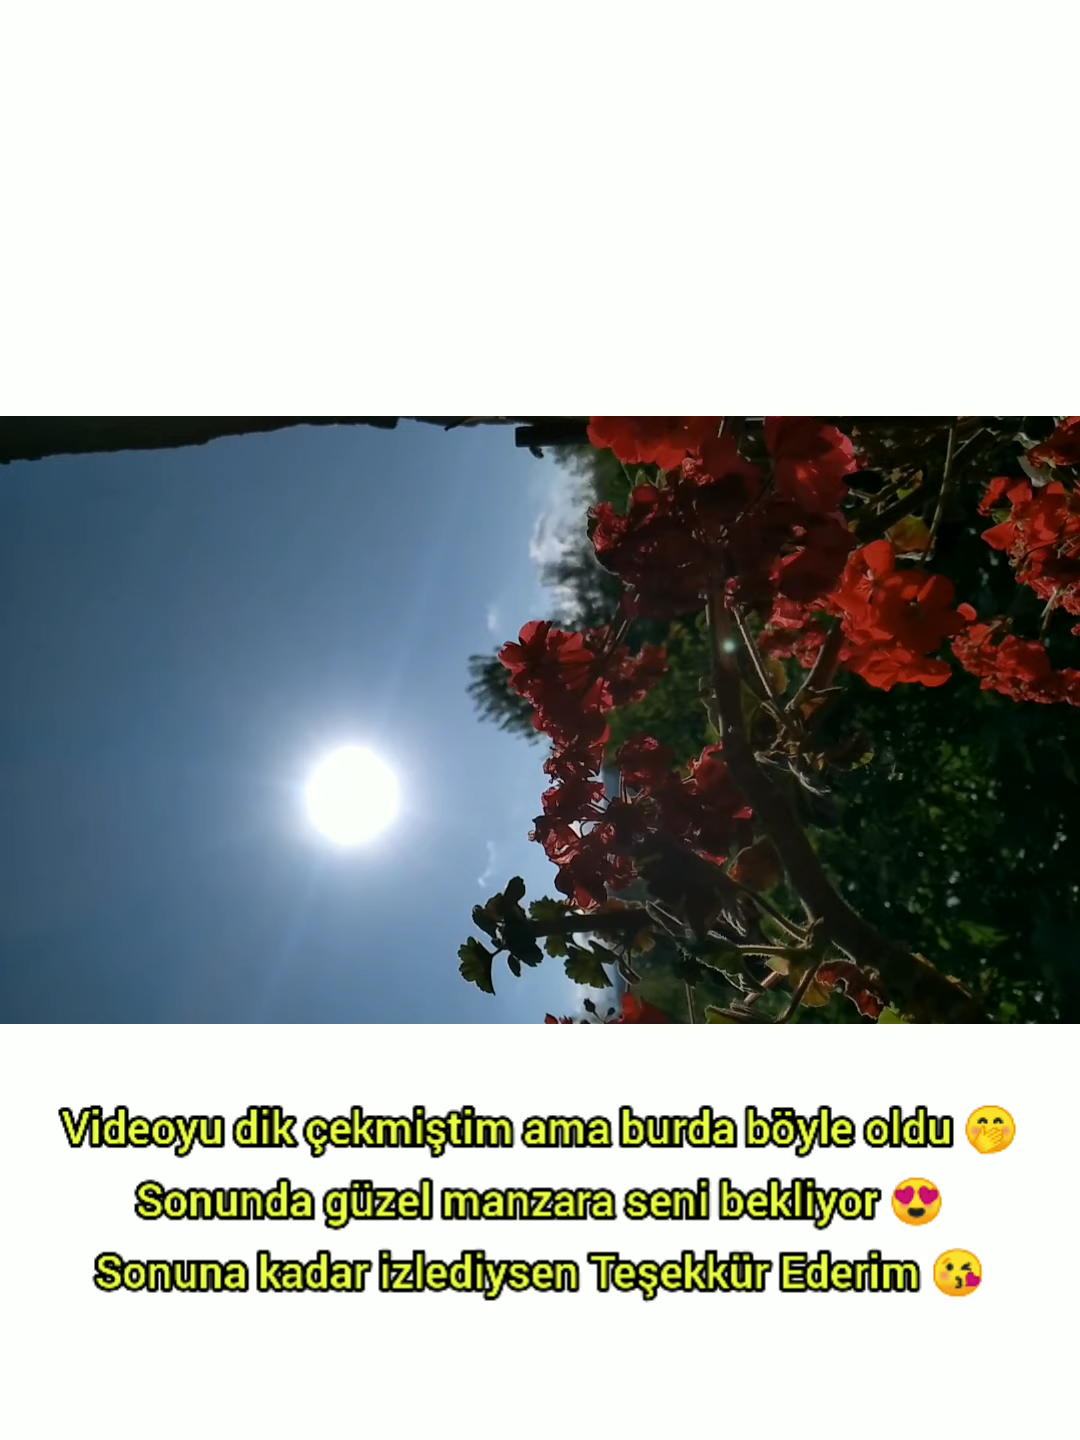 Videoyu dik çekmiştim ama burda böyle oldu 🤭
Sonunda güzel manzara seni bekliyor 😍
Sonuna kadar izlediysen Teşekkür Ederim 😘